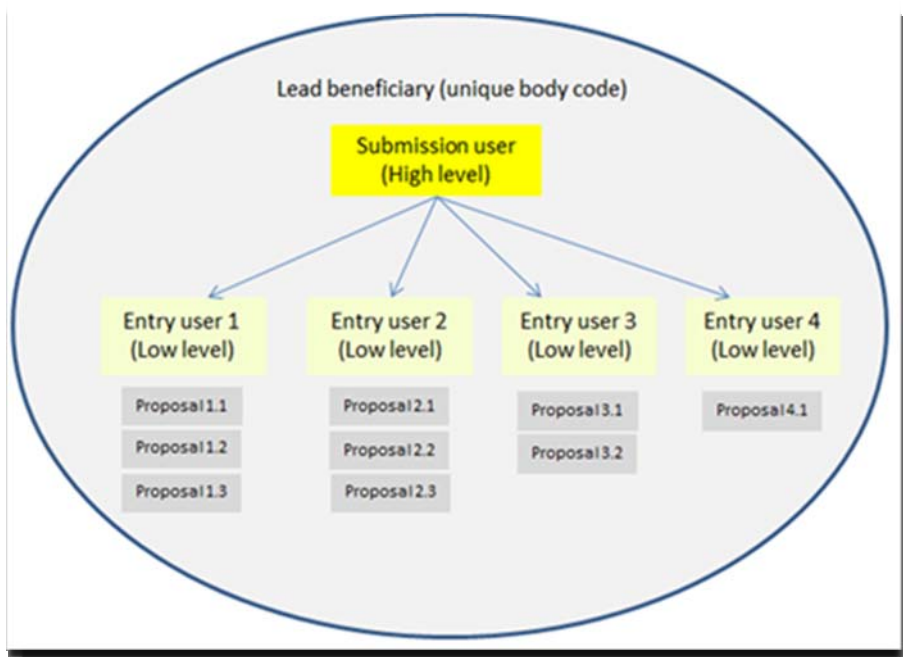 Lead beneficiary (unique body code)
Submission user
(High level)
Entry user 1
(Low level)
Entry user 2
(Low level)
Entry user 3
(Low level)
Entry user 4
(Low level)
Proposal 1.1
Proposal 1.2
Proposal 1.3
Proposal 2.1
Proposal 2.2
Proposal 2.3
Proposal 3.1
Proposal 3.2
Proposal 4.1